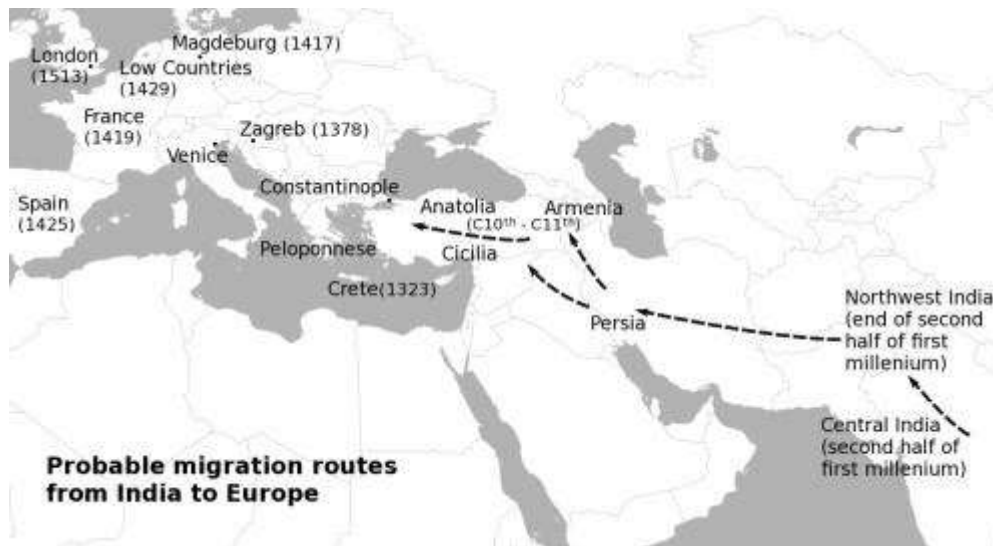 London
(1513)
Magdeburg (1417)
Low Countries
(1429)
France
(1419)
Zagreb (1378)
Venice
Spain
(1425)
Constantinople
Anatolia
Armenia
(C10th - C11th)
Peloponnese
Cicilia
Crete(1323)
Persia
Northwest India
(end of second
half of first
millenium)
Central India
(second half of
first millenium)
Probable migration routes
from India to Europe